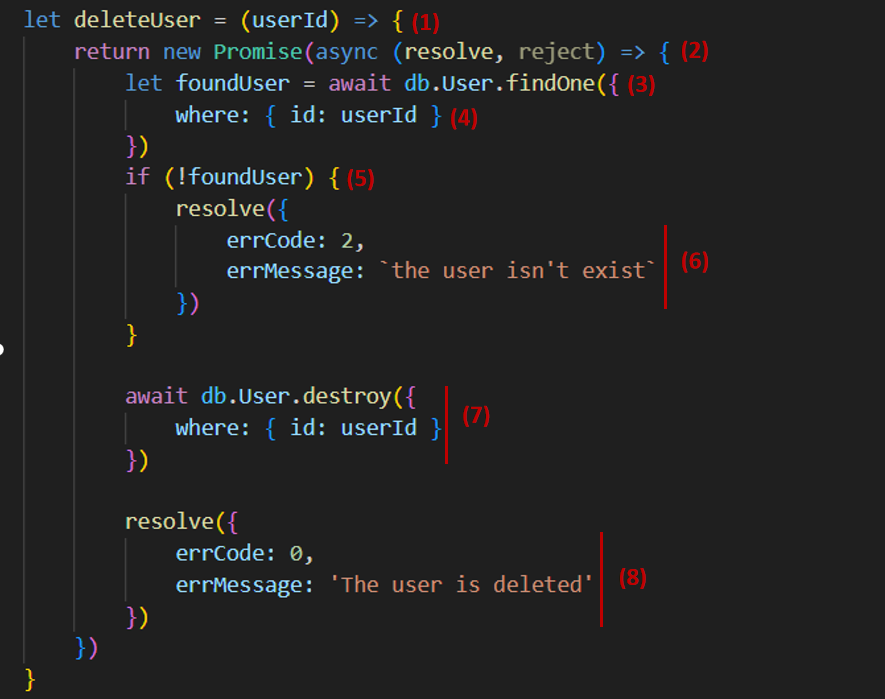 let deleteUser = (userId) => { (1)
return new Promise(async (resolve, reject) => { (2)
let foundUser = await db.User.findOne({ (3)
where: { id: userId } (4)
})
if (!foundUser) { (5)
resolve({
errCode: 2,
errMessage: `the user isn't exist` (6)
})
}
await db.User.destroy({
where: { id: userId } (7)
})
resolve({
errCode: 0,
errMessage: 'The user is deleted' (8)
})
})
}